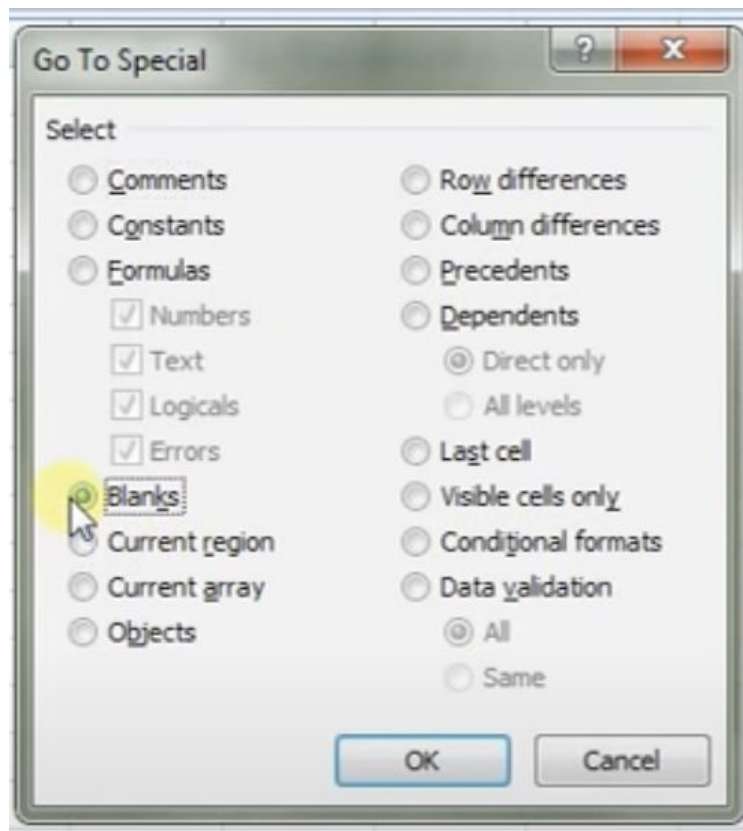 Go To Special
?
Select
Comments
Constants
Formulas
Numbers
Text
Logicals
Errors
Blanks
Current region
Current array
Objects
Row differences
Column differences
Precedents
Dependents
Direct only
All levels
Last cell
Visible cells only
Conditional formats
Data validation
All
Same
OK
Cancel